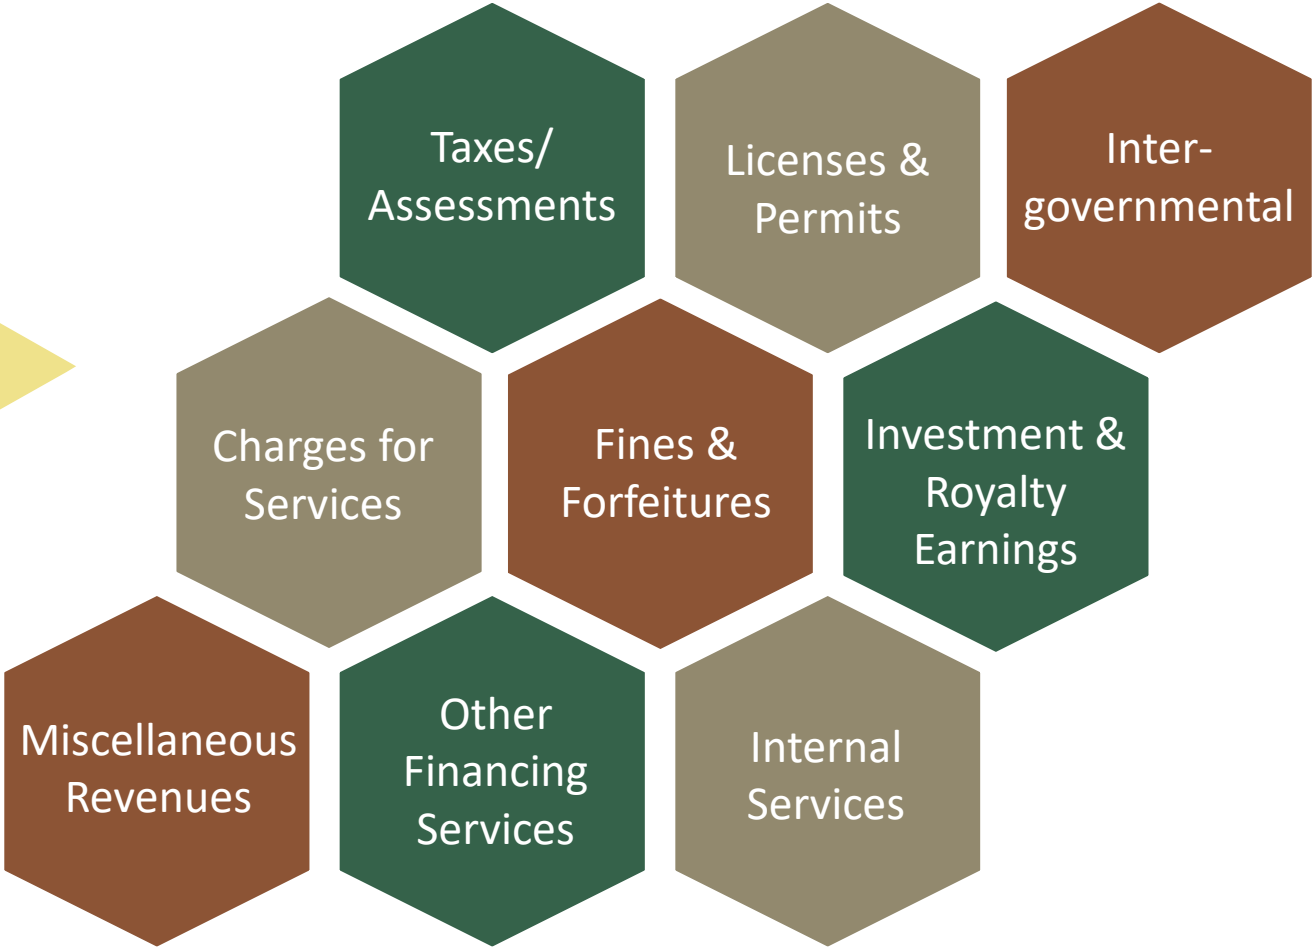 Taxes/
Assessments
Licenses &
Permits
Inter-
governmental
Charges for
Services
Fines &
Forfeitures
Investment &
Royalty
Earnings
Miscellaneous
Revenues
Other
Financing
Services
Internal
Services